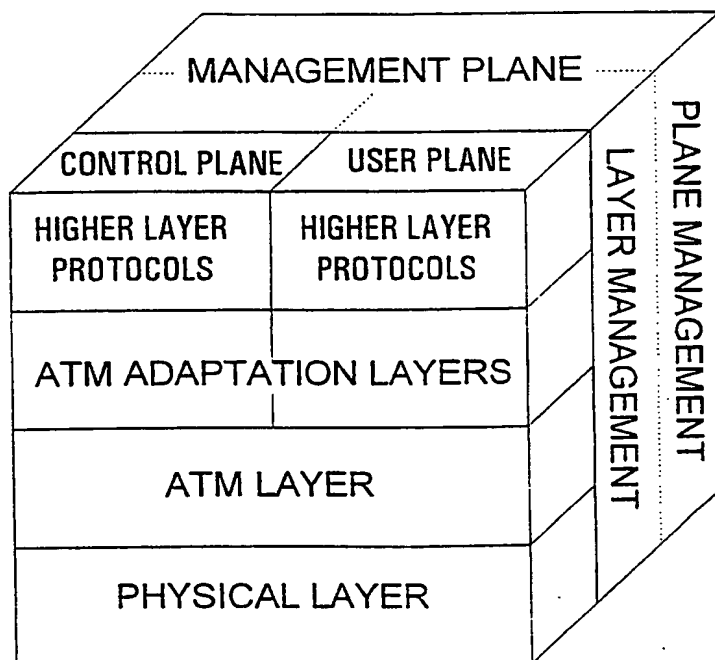 MANAGEMENT PLANE
CONTROL PLANE
USER PLANE
HIGHER LAYER
PROTOCOLS
HIGHER LAYER
PROTOCOLS
ATM ADAPTATION LAYERS
ATM LAYER
PHYSICAL LAYER
LAYER MANAGEMENT
PLANE MANAGEMENT